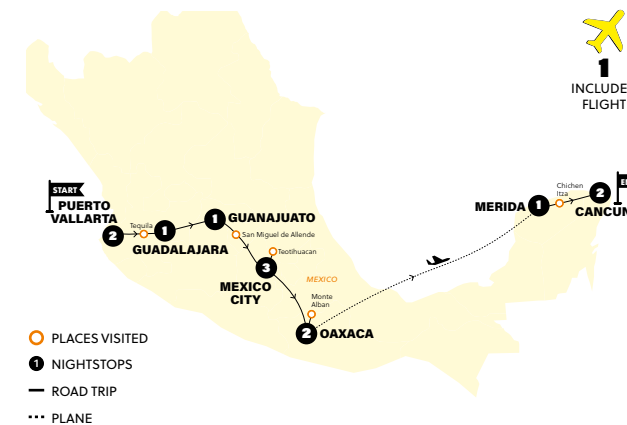 1
INCLUDE
FLIGHT
START
PUERTO
VALLARTA
2
Tequila
1
GUADALAJARA
1
GUANAJUATO
San Miguel de Allende
Teotihuacan
3
MEXICO
CITY
MEXICO
Monte
Alban
2
OAXACA
MERIDA
1
Chichen
Itza
2
E
CANCUN
PLACES VISITED
1 NIGHTSTOPS
ROAD TRIP
PLANE